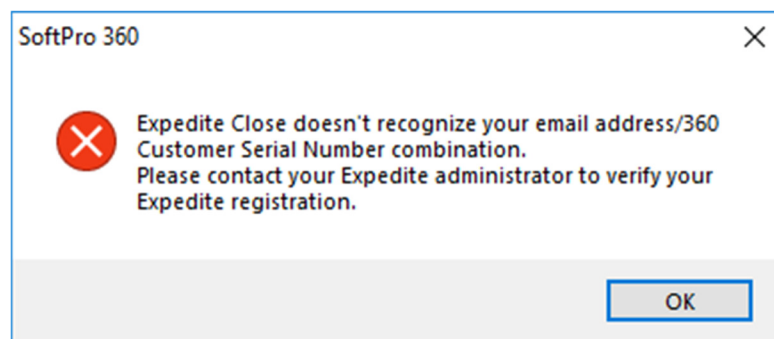 SoftPro 360
Expedite Close doesn't recognize your email address/360
Customer Serial Number combination.
Please contact your Expedite administrator to verify your
Expedite registration.
OK